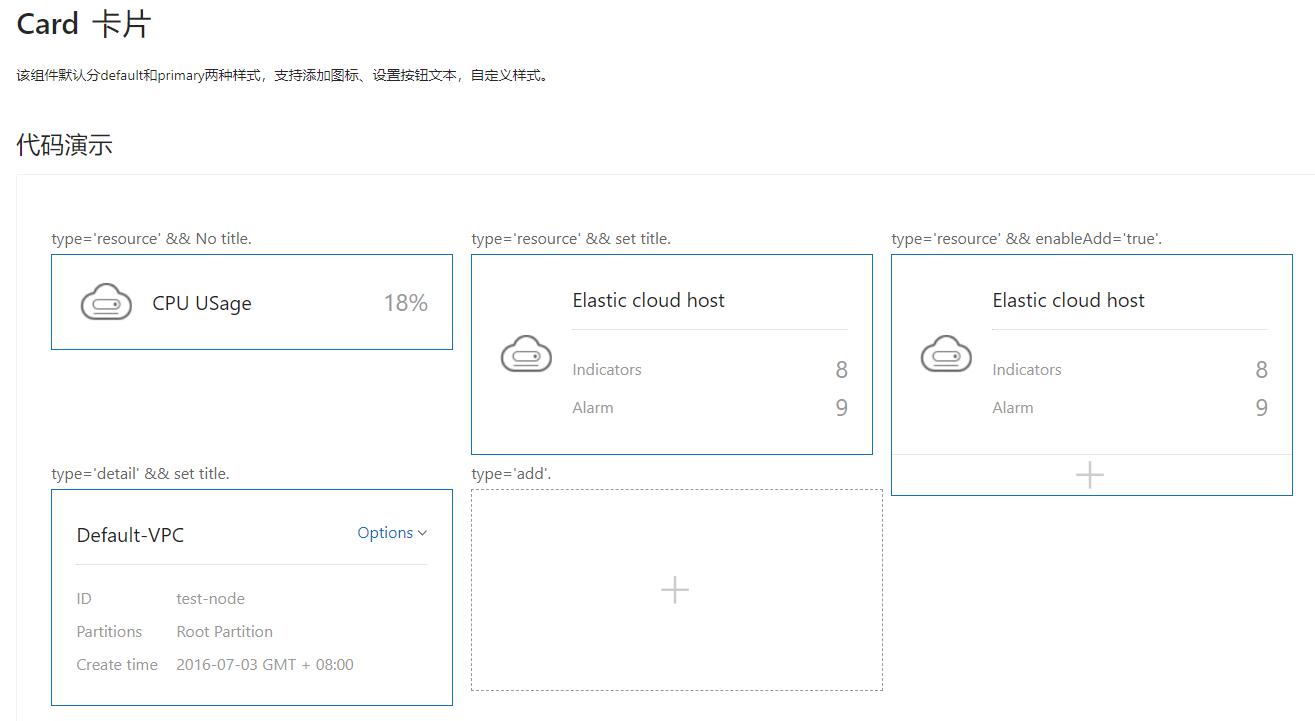 Card 卡片
该组件默认分default和primary两种样式，支持添加图标、设置按钮文本，自定义样式。
代码演示
type='resource' && No title.
CPU USage 18%
type='resource' && set title.
Elastic cloud host
Indicators 8
Alarm 9
type='resource' && enableAdd='true'.
Elastic cloud host
Indicators 8
Alarm 9
type='detail' && set title.
Default-VPC Options
ID test-node
Partitions Root Partition
Create time 2016-07-03 GMT + 08:00
type='add'.